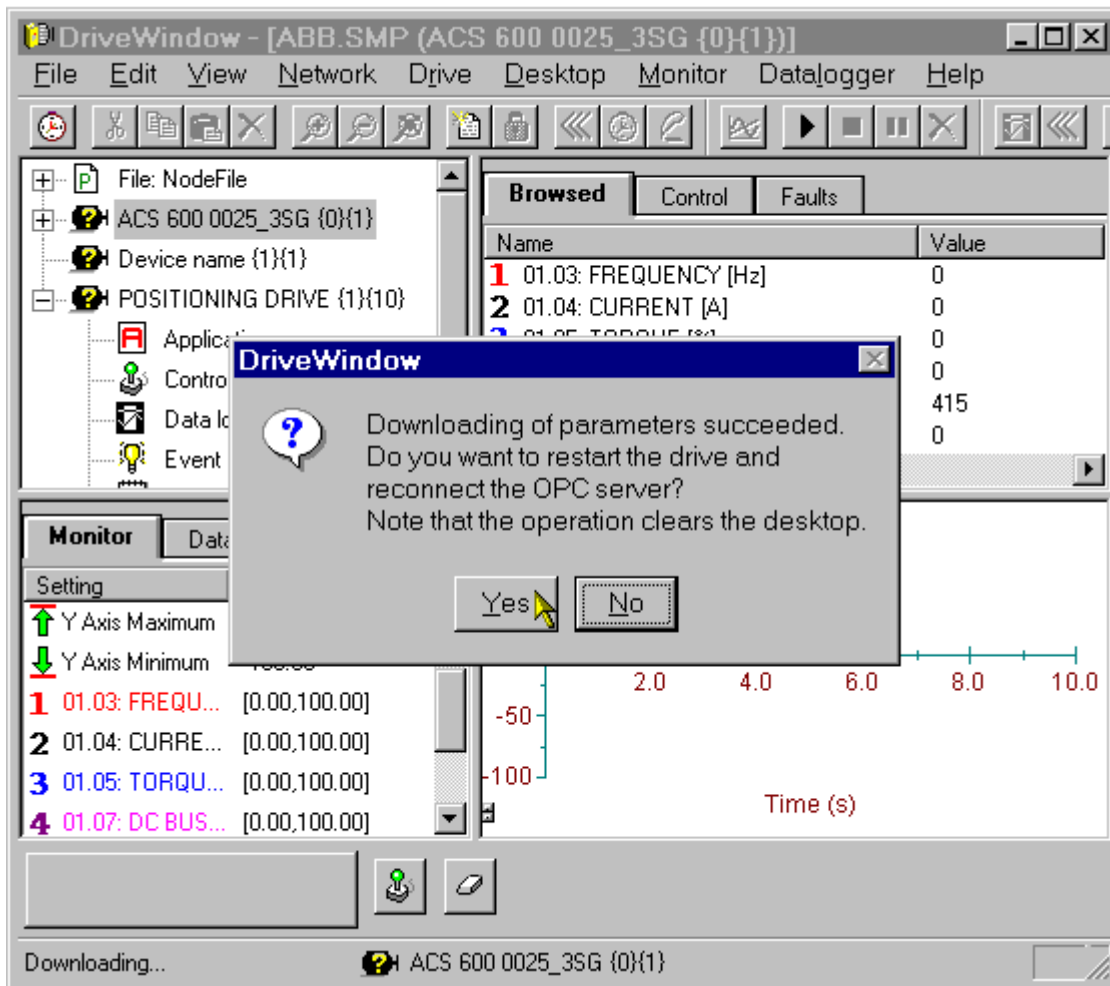 DriveWindow - [ABB.SMP (ACS 600 0025_3SG {0}{1})]
File Edit View Network Drive Desktop Monitor Datalogger Help
File: NodeFile
ACS 600 0025_3SG {0}{1}
Device name {1}{1}
POSITIONING DRIVE {1}{10}
Applica
Contro
Data lo
Event
Browsed Control Faults
Name Value
1 01.03: FREQUENCY [Hz] 0
2 01.04: CURRENT [A] 0
0
0
415
0
DriveWindow
Downloading of parameters succeeded.
Do you want to restart the drive and
reconnect the OPC server?
Note that the operation clears the desktop.
Yes No
Monitor Data
Setting
Y Axis Maximum
Y Axis Minimum
1 01.03: FREQU... [0.00,100.00]
2 01.04: CURRE... [0.00,100.00]
3 01.05: TORQU... [0.00,100.00]
4 01.07: DC BUS... [0.00,100.00]
2.0 4.0 6.0 8.0 10.0
-50
-100
Time (s)
Downloading... ACS 600 0025_3SG {0}{1}